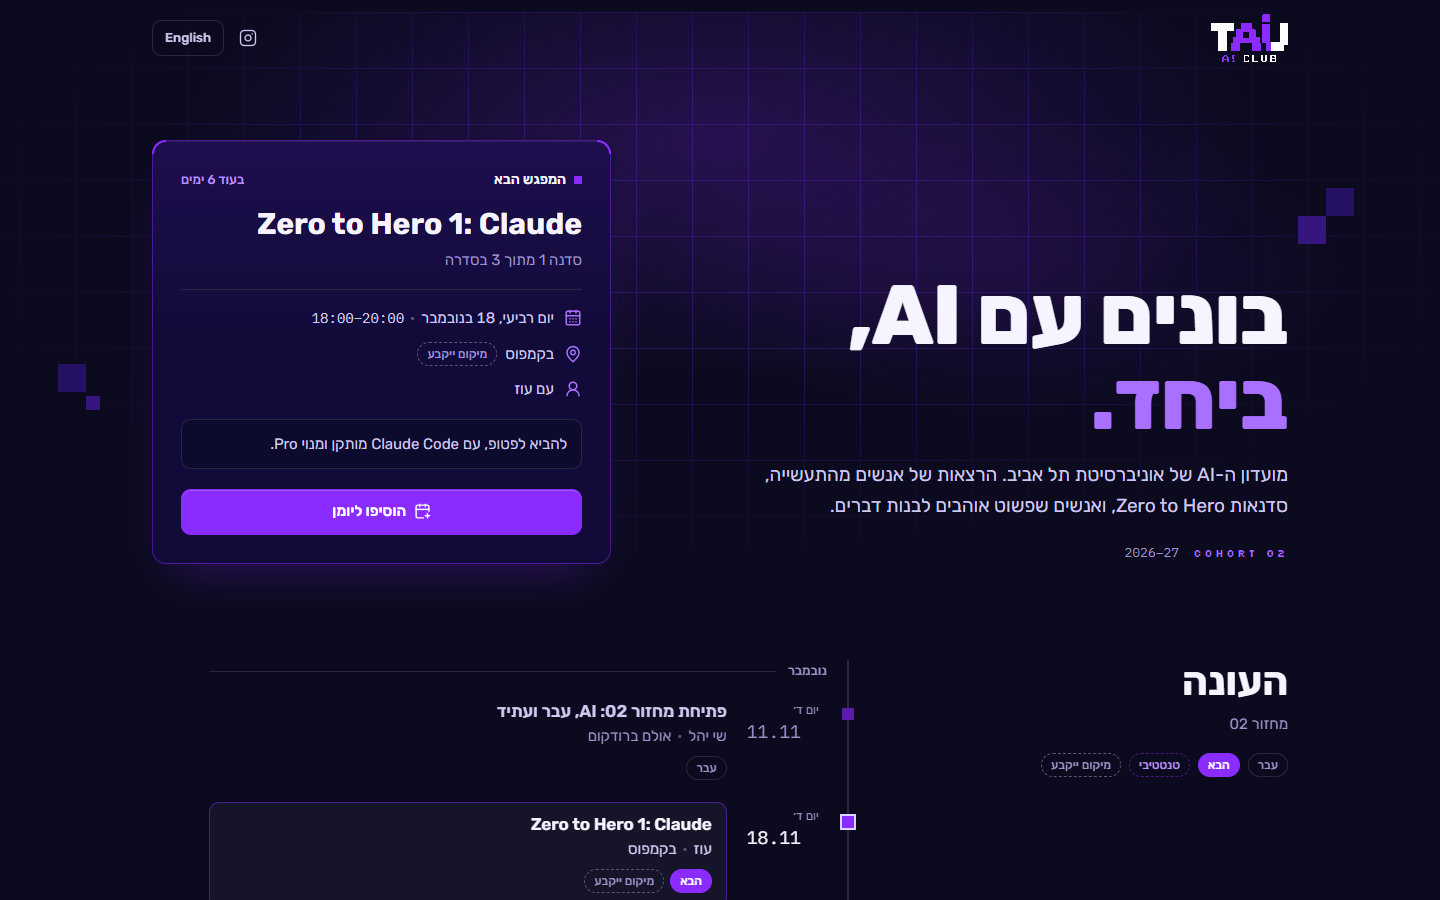 TAU
AI CLUB
English
בונים עם AI,
ביחד.
מועדון ה-AI של אוניברסיטת תל אביב. הרצאות של אנשים מהתעשייה,
סדנאות Zero to Hero, ואנשים שפשוט אוהבים לבנות דברים.
COHORT 02 2026–27
המפגש הבא
בעוד 6 ימים
Zero to Hero 1: Claude
סדנה 1 מתוך 3 בסדרה
יום רביעי, 18 בנובמבר • 18:00–20:00
בקמפוס מיקום ייקבע
עם עוז
להביא לפטופ, עם Claude Code מותקן ומנוי Pro.
הוסיפו ליומן
העונה
מחזור 02
עבר הבא טנטטיבי מיקום ייקבע
נובמבר
יום ד׳
11.11
פתיחת מחזור 02: AI, עבר ועתיד
שי יהל • אולם ברודקום
עבר
יום ד׳
18.11
Zero to Hero 1: Claude
עוז • בקמפוס
הבא מיקום ייקבע